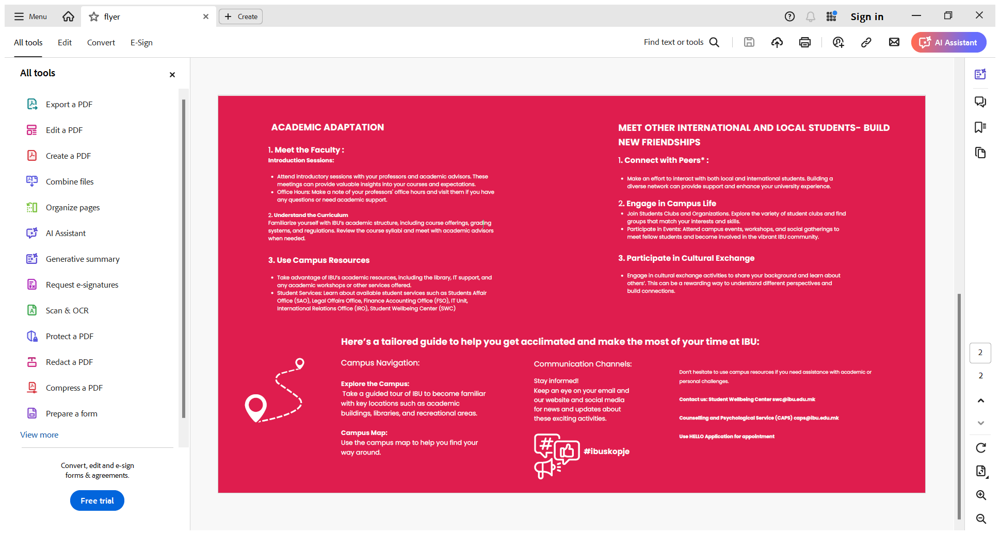 Menu
flyer
Create
Sign in
All tools
Edit
Convert
E-Sign
Find text or tools
AI Assistant
All tools
Export a PDF
Edit a PDF
Create a PDF
Combine files
Organize pages
AI Assistant
Generative summary
Request e-signatures
Scan & OCR
Protect a PDF
Redact a PDF
Compress a PDF
Prepare a form
View more
Convert, edit and e-sign
forms & agreements.
Free trial
ACADEMIC ADAPTATION
1. Meet the Faculty :
Introduction Sessions:
• Attend introductory sessions with your professors and academic advisors. These
meetings can provide valuable insights into your courses and expectations.
• Office Hours: Make a note of your professors' office hours and visit them if you have
any questions or need academic support.
2. Understand the Curriculum
Familiarize yourself with IBU's academic structure, including course offerings, grading
systems, and regulations. Review the course syllabi and meet with academic advisors
when needed.
3. Use Campus Resources
• Take advantage of IBU's academic resources, including the library, IT support, and
any academic workshops or other services offered.
• Student Services: Learn about available student services such as Students Affair
Office (SAO), Legal Offairs Office, Finance Accounting Office (FSO), IT Unit,
International Relations Office (IRO), Student Wellbeing Center (SWC)
MEET OTHER INTERNATIONAL AND LOCAL STUDENTS- BUILD
NEW FRIENDSHIPS
1. Connect with Peers* :
• Make an effort to interact with both local and international students. Building a
diverse network can provide support and enhance your university experience.
2. Engage in Campus Life
• Join Students Clubs and Organizations. Explore the variety of student clubs and find
groups that match your interests and skills.
• Participate in Events: Attend campus events, workshops, and social gatherings to
meet fellow students and become involved in the vibrant IBU community.
3. Participate in Cultural Exchange
• Engage in cultural exchange activities to share your background and learn about
others'. This can be a rewarding way to understand different perspectives and
build connections.
Here's a tailored guide to help you get acclimated and make the most of your time at IBU:
Campus Navigation:
Explore the Campus:
Take a guided tour of IBU to become familiar
with key locations such as academic
buildings, libraries, and recreational areas.
Campus Map:
Use the campus map to help you find your
way around.
Communication Channels:
Stay informed!
Keep an eye on your email and
our website and social media
for news and updates about
these exciting activities.
#
#ibuskopje
Don't hesitate to use campus resources if you need assistance with academic or
personal challenges.
Contact us: Student Wellbeing Center swc@ibu.edu.mk
Counselling and Psychological Service (CAPS) caps@ibu.edu.mk
Use HELLO Application for appointment
2
2